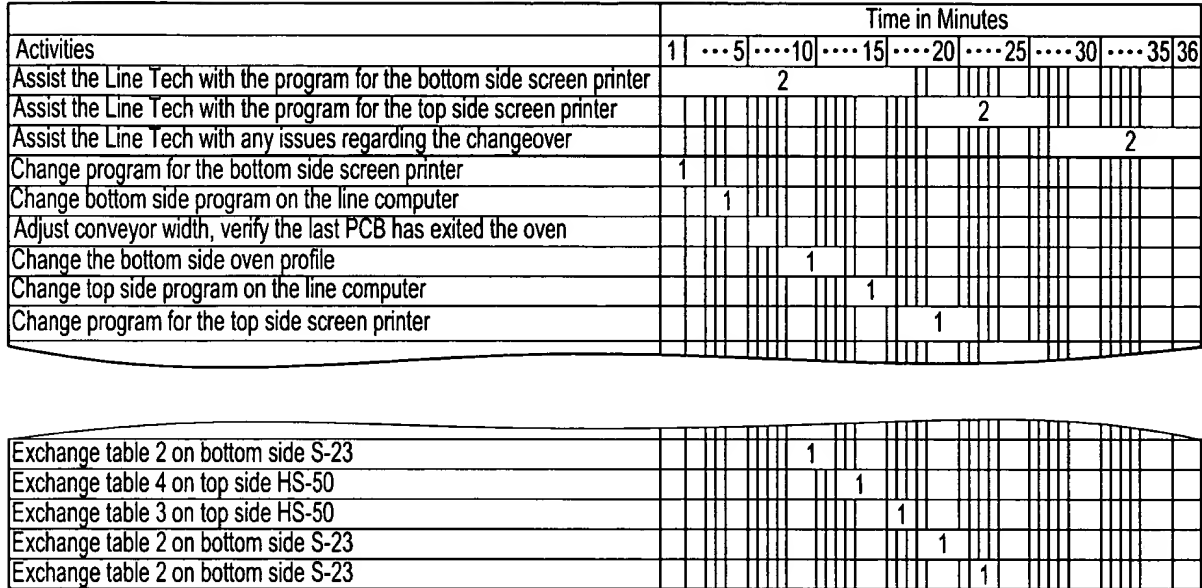 Time in Minutes
Activities 1 ····5 ····10 ····15 ····20 ····25 ····30 ····35 36
Assist the Line Tech with the program for the bottom side screen printer 2
Assist the Line Tech with the program for the top side screen printer 2
Assist the Line Tech with any issues regarding the changeover 2
Change program for the bottom side screen printer 1
Change bottom side program on the line computer 1
Adjust conveyor width, verify the last PCB has exited the oven
Change the bottom side oven profile 1
Change top side program on the line computer 1
Change program for the top side screen printer 1
Exchange table 2 on bottom side S-23 1
Exchange table 4 on top side HS-50 1
Exchange table 3 on top side HS-50 1
Exchange table 2 on bottom side S-23 1
Exchange table 2 on bottom side S-23 1